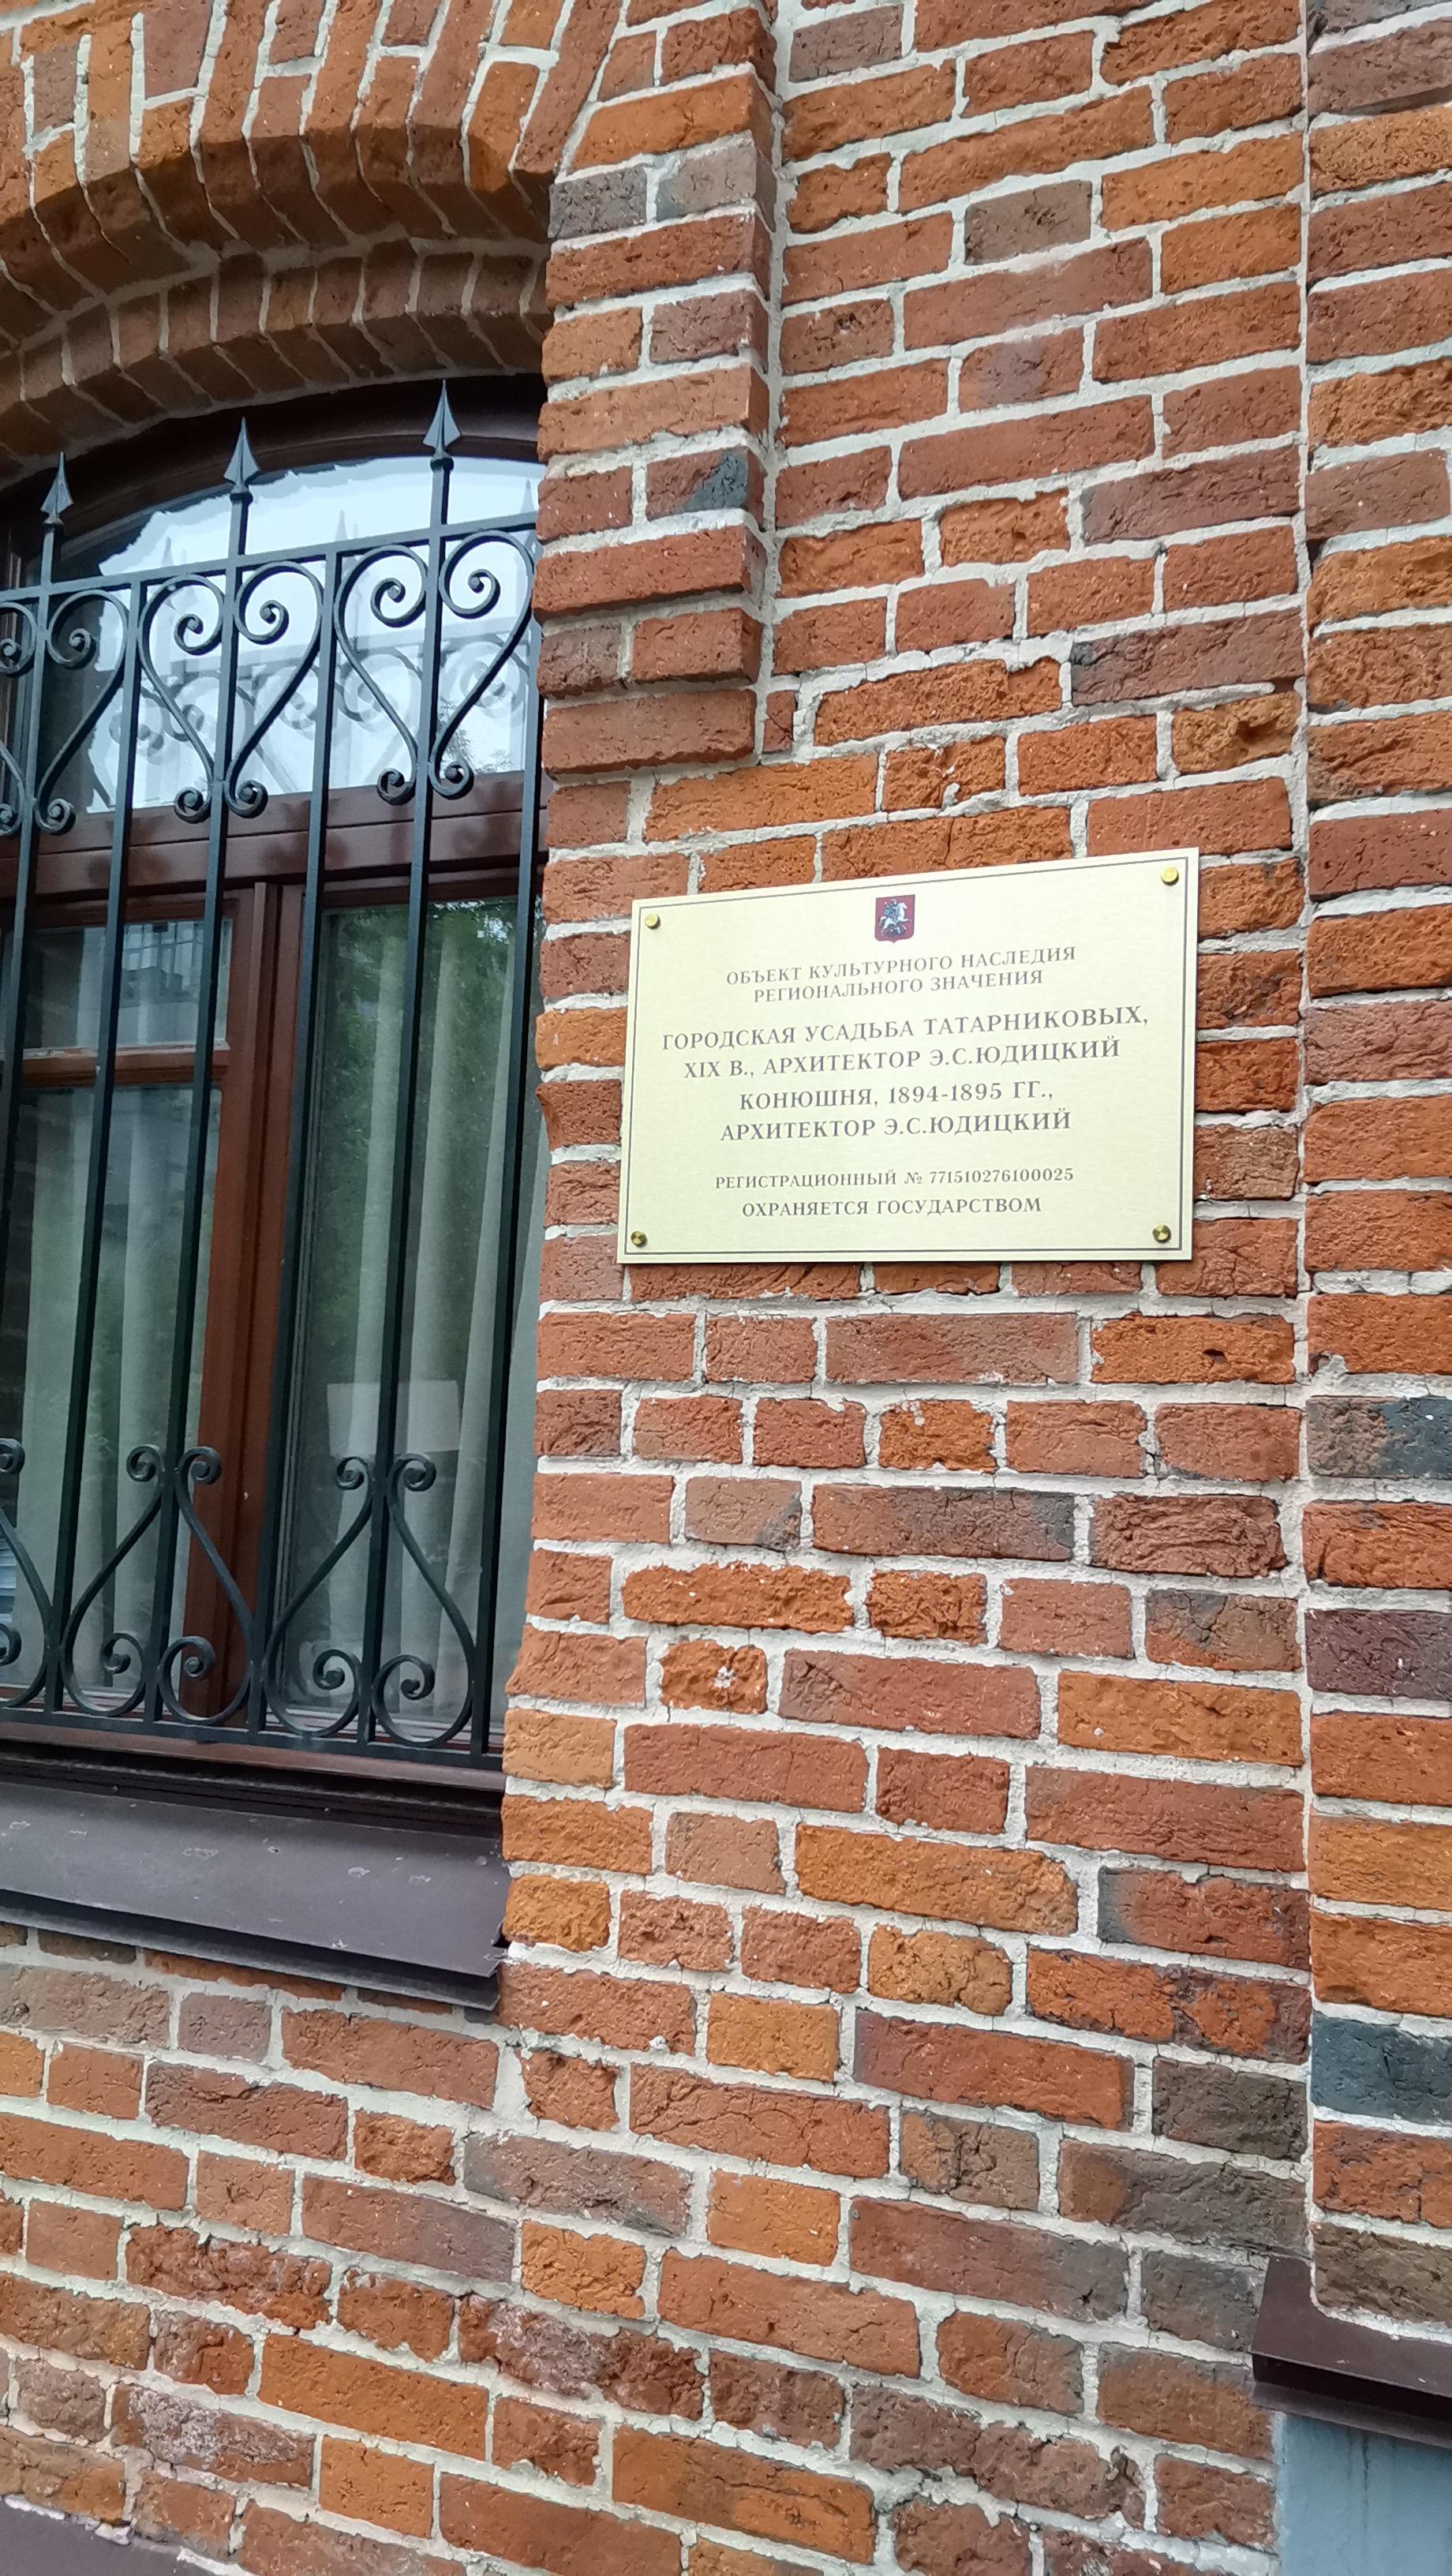 ОБЪЕКТ КУЛЬТУРНОГО НАСЛЕДИЯ
РЕГИОНАЛЬНОГО ЗНАЧЕНИЯ
ГОРОДСКАЯ УСАДЬБА ТАТАРНИКОВЫХ,
XIX В., АРХИТЕКТОР Э.С.ЮДИЦКИЙ
КОНЮШНЯ, 1894-1895 ГГ.,
АРХИТЕКТОР Э.С.ЮДИЦКИЙ
РЕГИСТРАЦИОННЫЙ № 771510276100025
ОХРАНЯЕТСЯ ГОСУДАРСТВОМ